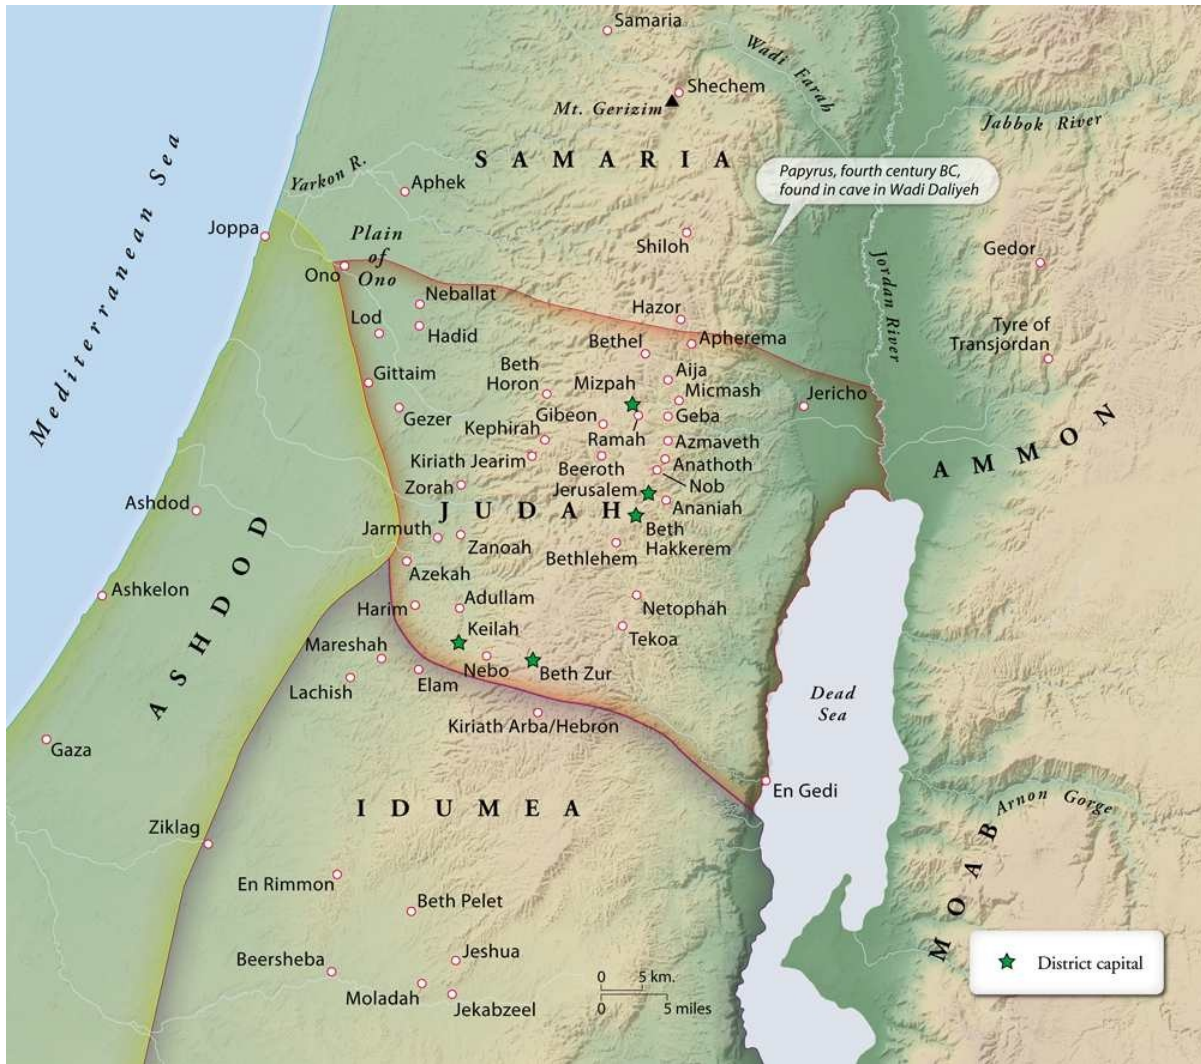 Samaria
Wadi Farah
Shechem
Mt. Gerizim
Jabbok River
SAMARIA
Papyrus, fourth century BC,
found in cave in Wadi Daliyeh
Yarkon R.
Aphek
Mediterranean Sea
Joppa
Plain
of
Ono
Ono
Shiloh
Gedor
Jordan River
Neballat
Hazor
Lod
Hadid
Tyre of
Transjordan
Bethel
Apherema
Beth
Horon
Mizpah
Aija
Gittaim
Micmash
Jericho
Gezer
Gibeon
Geba
Kephirah
Ramah
Azmaveth
AMMON
Kiriath Jearim
Beeroth
Anathoth
Nob
Zorah
Jerusalem
Ananiah
Ashdod
JUDAH
Jarmuth
Zanoah
Beth
Hakkerem
Bethlehem
Azekah
Ashkelon
ASHDOD
Harim
Adullam
Netophah
Keilah
Tekoa
Mareshah
Nebo
Beth Zur
Lachish
Elam
Dead
Sea
Kiriath Arba/Hebron
Gaza
En Gedi
IDUMEA
Arnon Gorge
Ziklag
MOAB
En Rimmon
Beth Pelet
Beersheba
Jeshua
Moladah
Jekabzeel
0 5 km.
0 5 miles
District capital